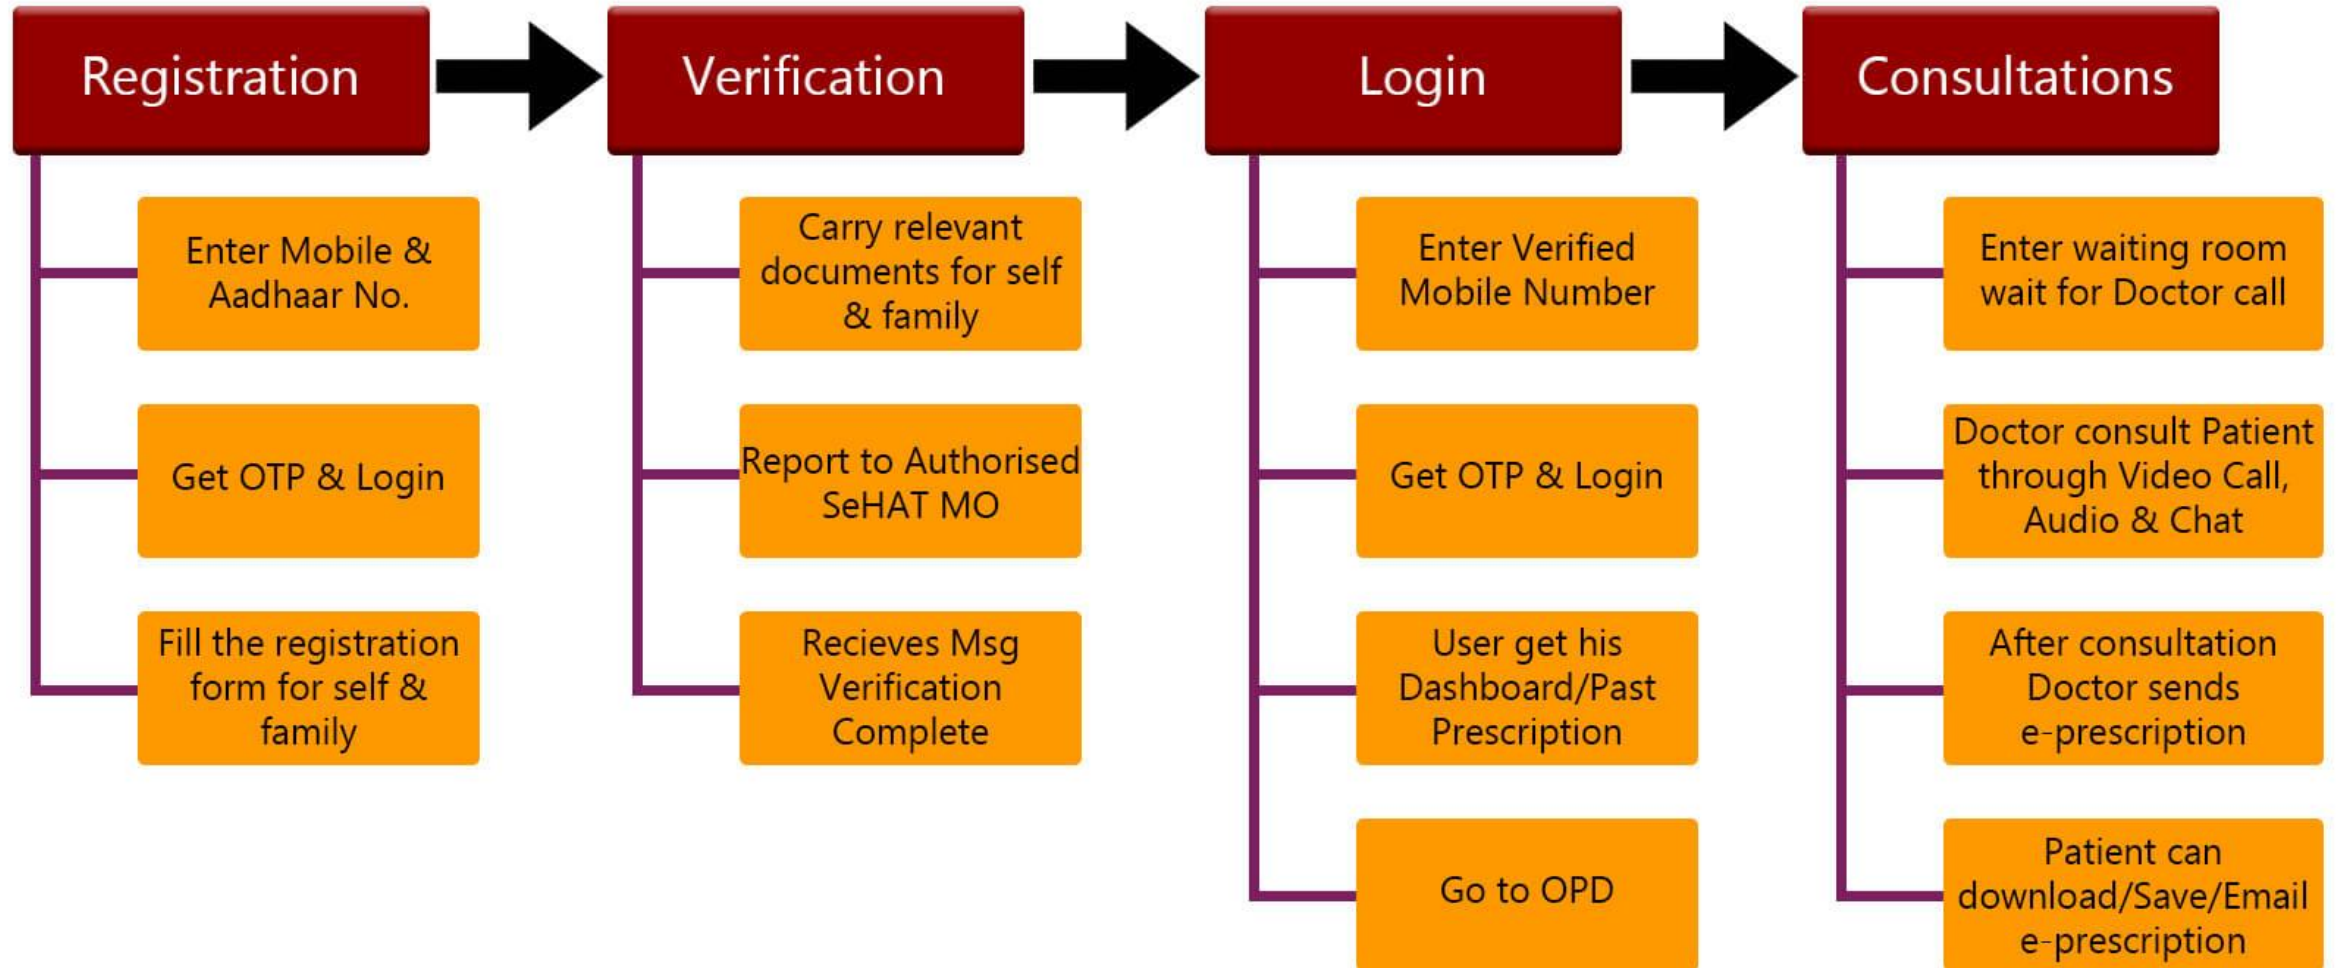 Registration
Enter Mobile &
Aadhaar No.
Get OTP & Login
Fill the registration
form for self &
family
Verification
Carry relevant
documents for self
& family
Report to Authorised
SeHAT MO
Recieves Msg
Verification
Complete
Login
Enter Verified
Mobile Number
Get OTP & Login
User get his
Dashboard/Past
Prescription
Go to OPD
Consultations
Enter waiting room
wait for Doctor call
Doctor consult Patient
through Video Call,
Audio & Chat
After consultation
Doctor sends
e-prescription
Patient can
download/Save/Email
e-prescription